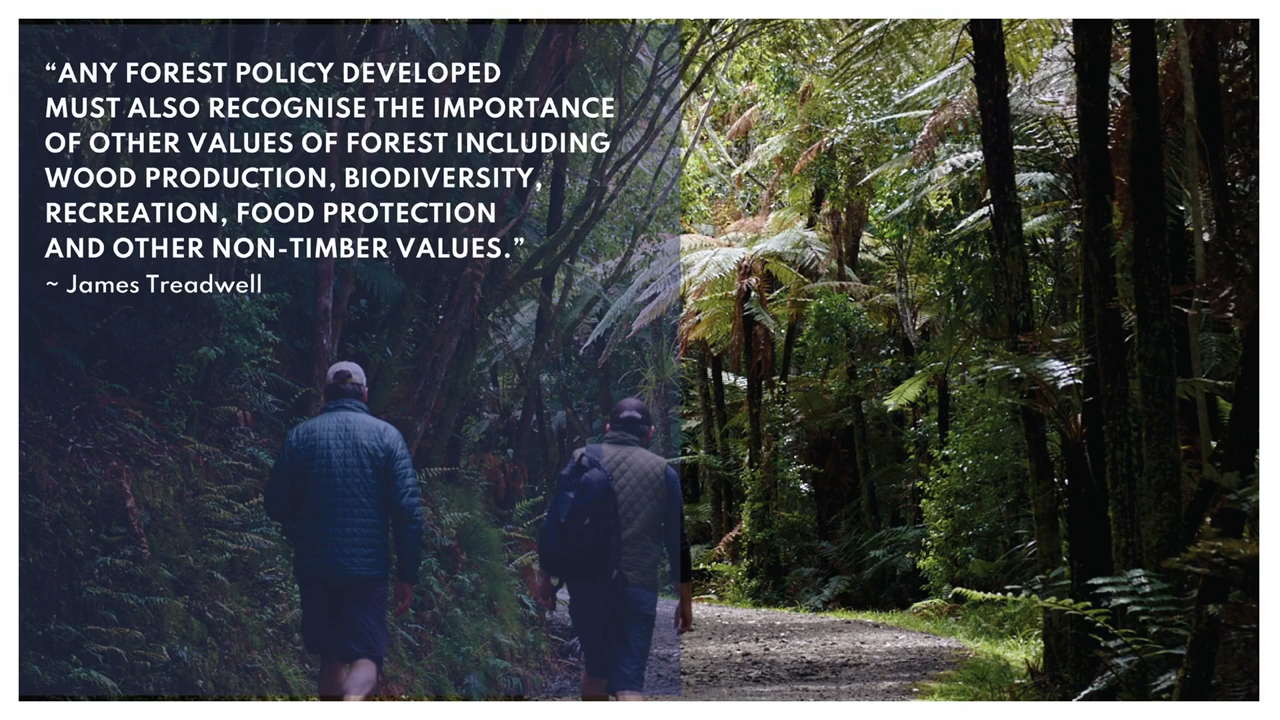 “ANY FOREST POLICY DEVELOPED
MUST ALSO RECOGNISE THE IMPORTANCE
OF OTHER VALUES OF FOREST INCLUDING
WOOD PRODUCTION, BIODIVERSITY,
RECREATION, FOOD PROTECTION
AND OTHER NON-TIMBER VALUES.”
~ James Treadwell